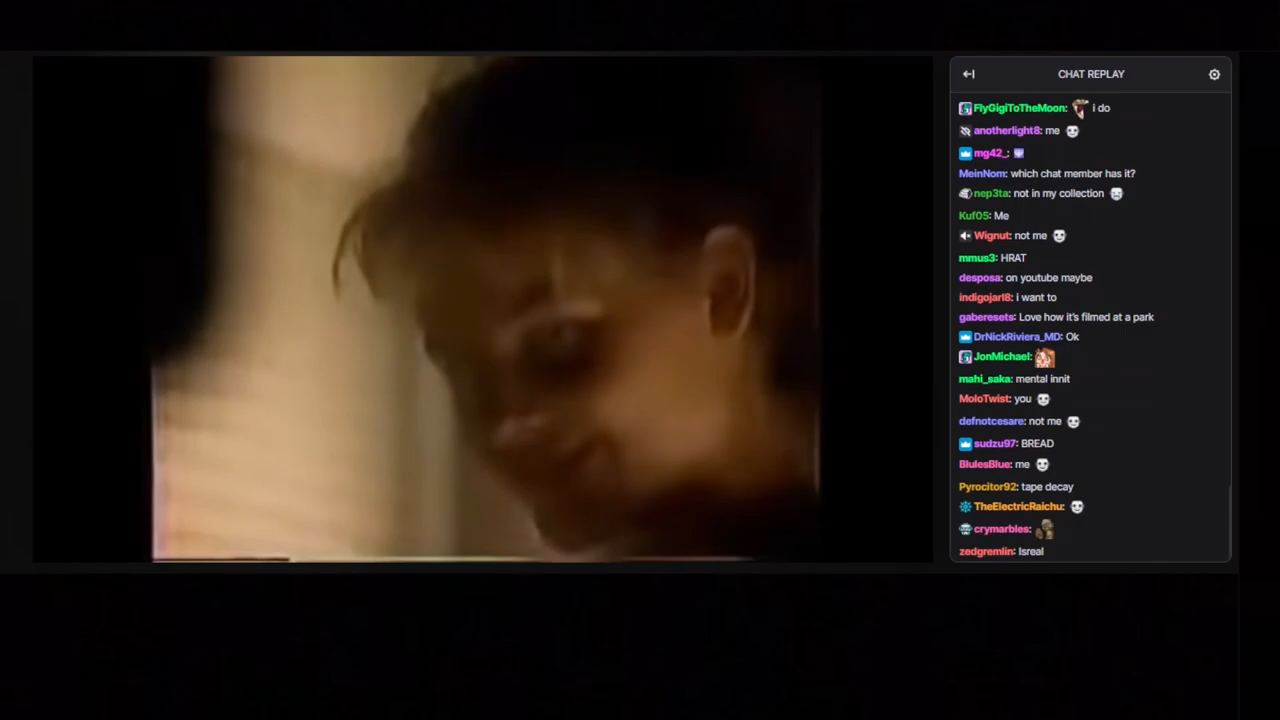 CHAT REPLAY
FlyGigiToTheMoon: i do
anotherlight8: me
mg42_:
MeinNom: which chat member has it?
nep3ta: not in my collection
Kuf05: Me
Wignut: not me
mmus3: HRAT
desposa: on youtube maybe
indigojarl8: i want to
gaberesets: Love how it's filmed at a park
DrNickRiviera_MD: Ok
JonMichael:
mahi_saka: mental innit
MoloTwist: you
defnotcesare: not me
sudzu97: BREAD
BlulesBlue: me
Pyrocitor92: tape decay
TheElectricRaichu:
crymarbles:
zedgremlin: Isreal